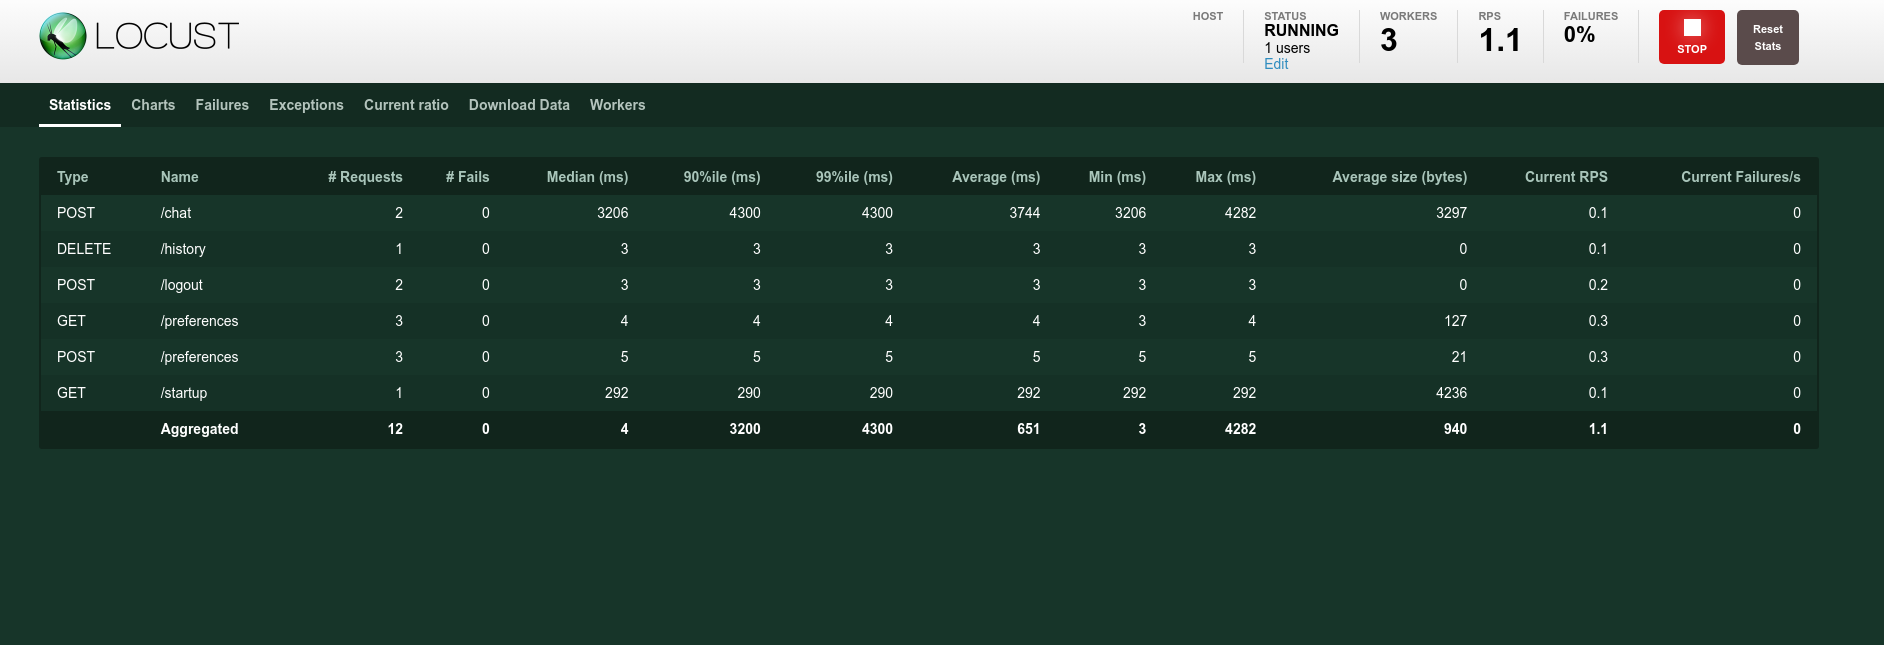 LOCUST
HOST
STATUS
RUNNING
1 users
Edit
WORKERS
3
RPS
1.1
FAILURES
0%
STOP
Reset
Stats
Statistics Charts Failures Exceptions Current ratio Download Data Workers
Type Name # Requests # Fails Median (ms) 90%ile (ms) 99%ile (ms) Average (ms) Min (ms) Max (ms) Average size (bytes) Current RPS Current Failures/s
POST /chat 2 0 3206 4300 4300 3744 3206 4282 3297 0.1 0
DELETE /history 1 0 3 3 3 3 3 3 0 0.1 0
POST /logout 2 0 3 3 3 3 3 3 0 0.2 0
GET /preferences 3 0 4 4 4 4 3 4 127 0.3 0
POST /preferences 3 0 5 5 5 5 5 5 21 0.3 0
GET /startup 1 0 292 290 290 292 292 292 4236 0.1 0
Aggregated 12 0 4 3200 4300 651 3 4282 940 1.1 0